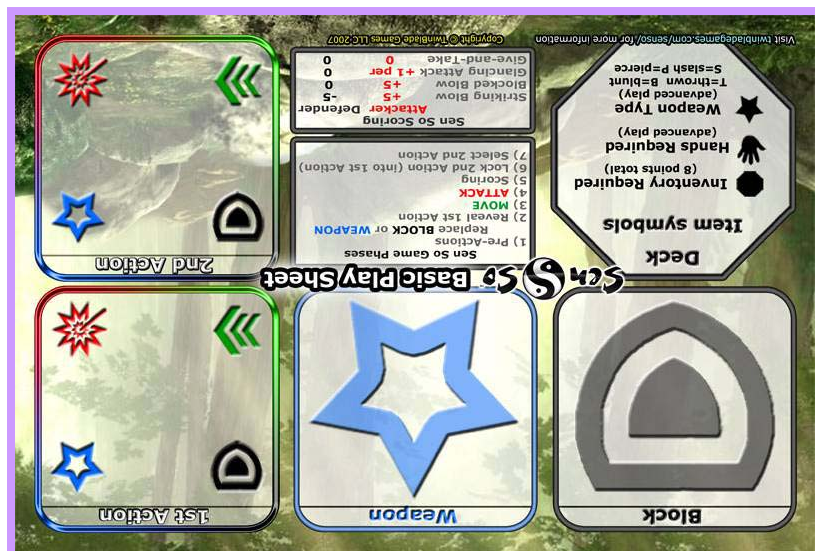 Block
Weapon
1st Action
Sen So Basic Play Sheet
Deck
Item symbols
Inventory Required
(8 points total)
Hands Required
(advanced play)
Weapon Type
(advanced play)
T=thrown B=blunt
S=slash P=pierce
Visit twinbladegames.com/senso/ for more information
Sen So Game Phases
1) Pre-Actions
Replace BLOCK or WEAPON
2) Reveal 1st Action
3) MOVE
4) ATTACK
5) Scoring
6) Lock 2nd Action (into 1st Action)
7) Select 2nd Action
Sen So Scoring
Attacker Defender
Striking Blow +5 -5
Blocked Blow +5 0
Glancing Attack +1 per 0
Give-and-Take 0 0
Copyright © TwinBlade Games LLC 2007
2nd Action